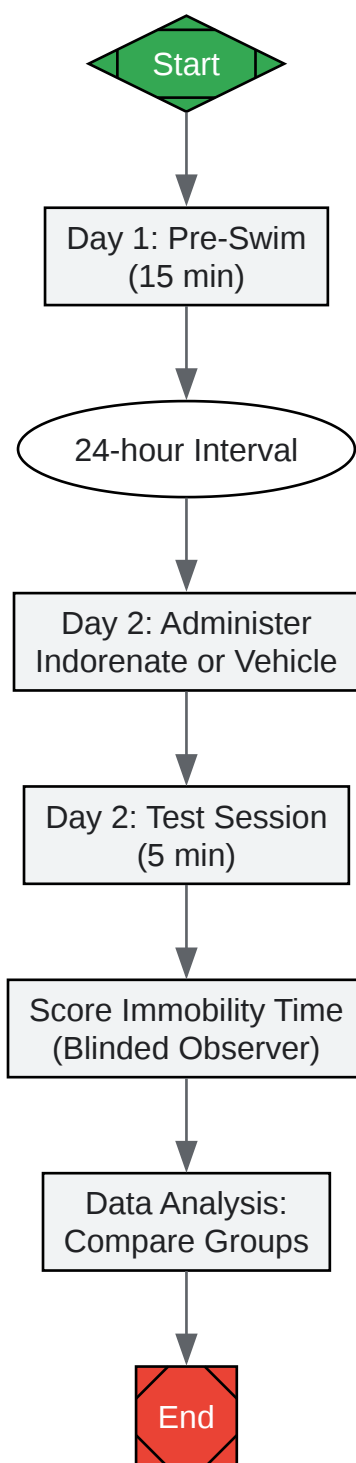 Start
Day 1: Pre-Swim
(15 min)
24-hour Interval
Day 2: Administer
Indorenate or Vehicle
Day 2: Test Session
(5 min)
Score Immobility Time
(Blinded Observer)
Data Analysis:
Compare Groups
End